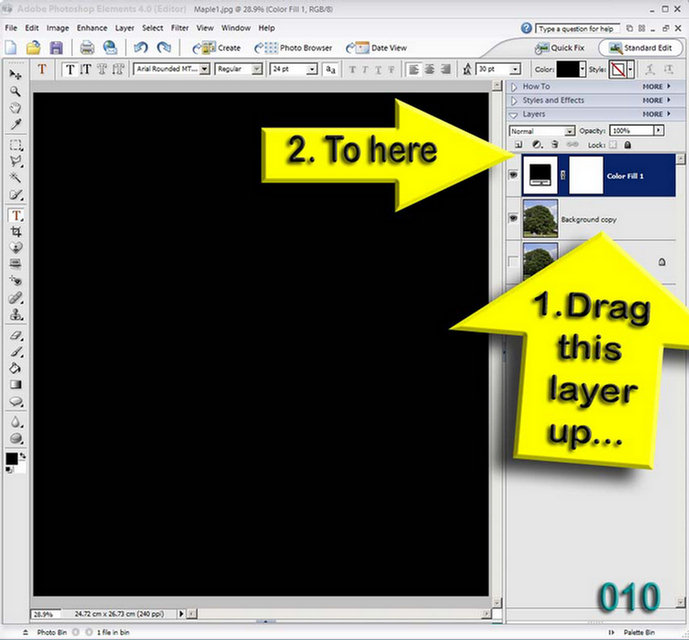 Adobe Photoshop Elements 4.0 (Editor)
Maple1.jpg @ 28.9% (Color Fill 1, RGB/8)
File Edit Image Enhance Layer Select Filter View Window Help
Type a question for help
Create
Photo Browser
Date View
Quick Fix
Standard Edit
T
T
T
T
T
Arial Rounded MT...
Regular
24 pt
aa
T
T
T
T
30 pt
Color:
Style:
How To
MORE
Styles and Effects
MORE
Layers
MORE
Normal
Opacity:
100%
Lock:
2. To here
Color Fill 1
Background copy
T
1.Drag
this
layer
up...
010
28.9%
24.72 cm x 26.73 cm (240 ppi)
Photo Bin
1 file in bin
Palette Bin